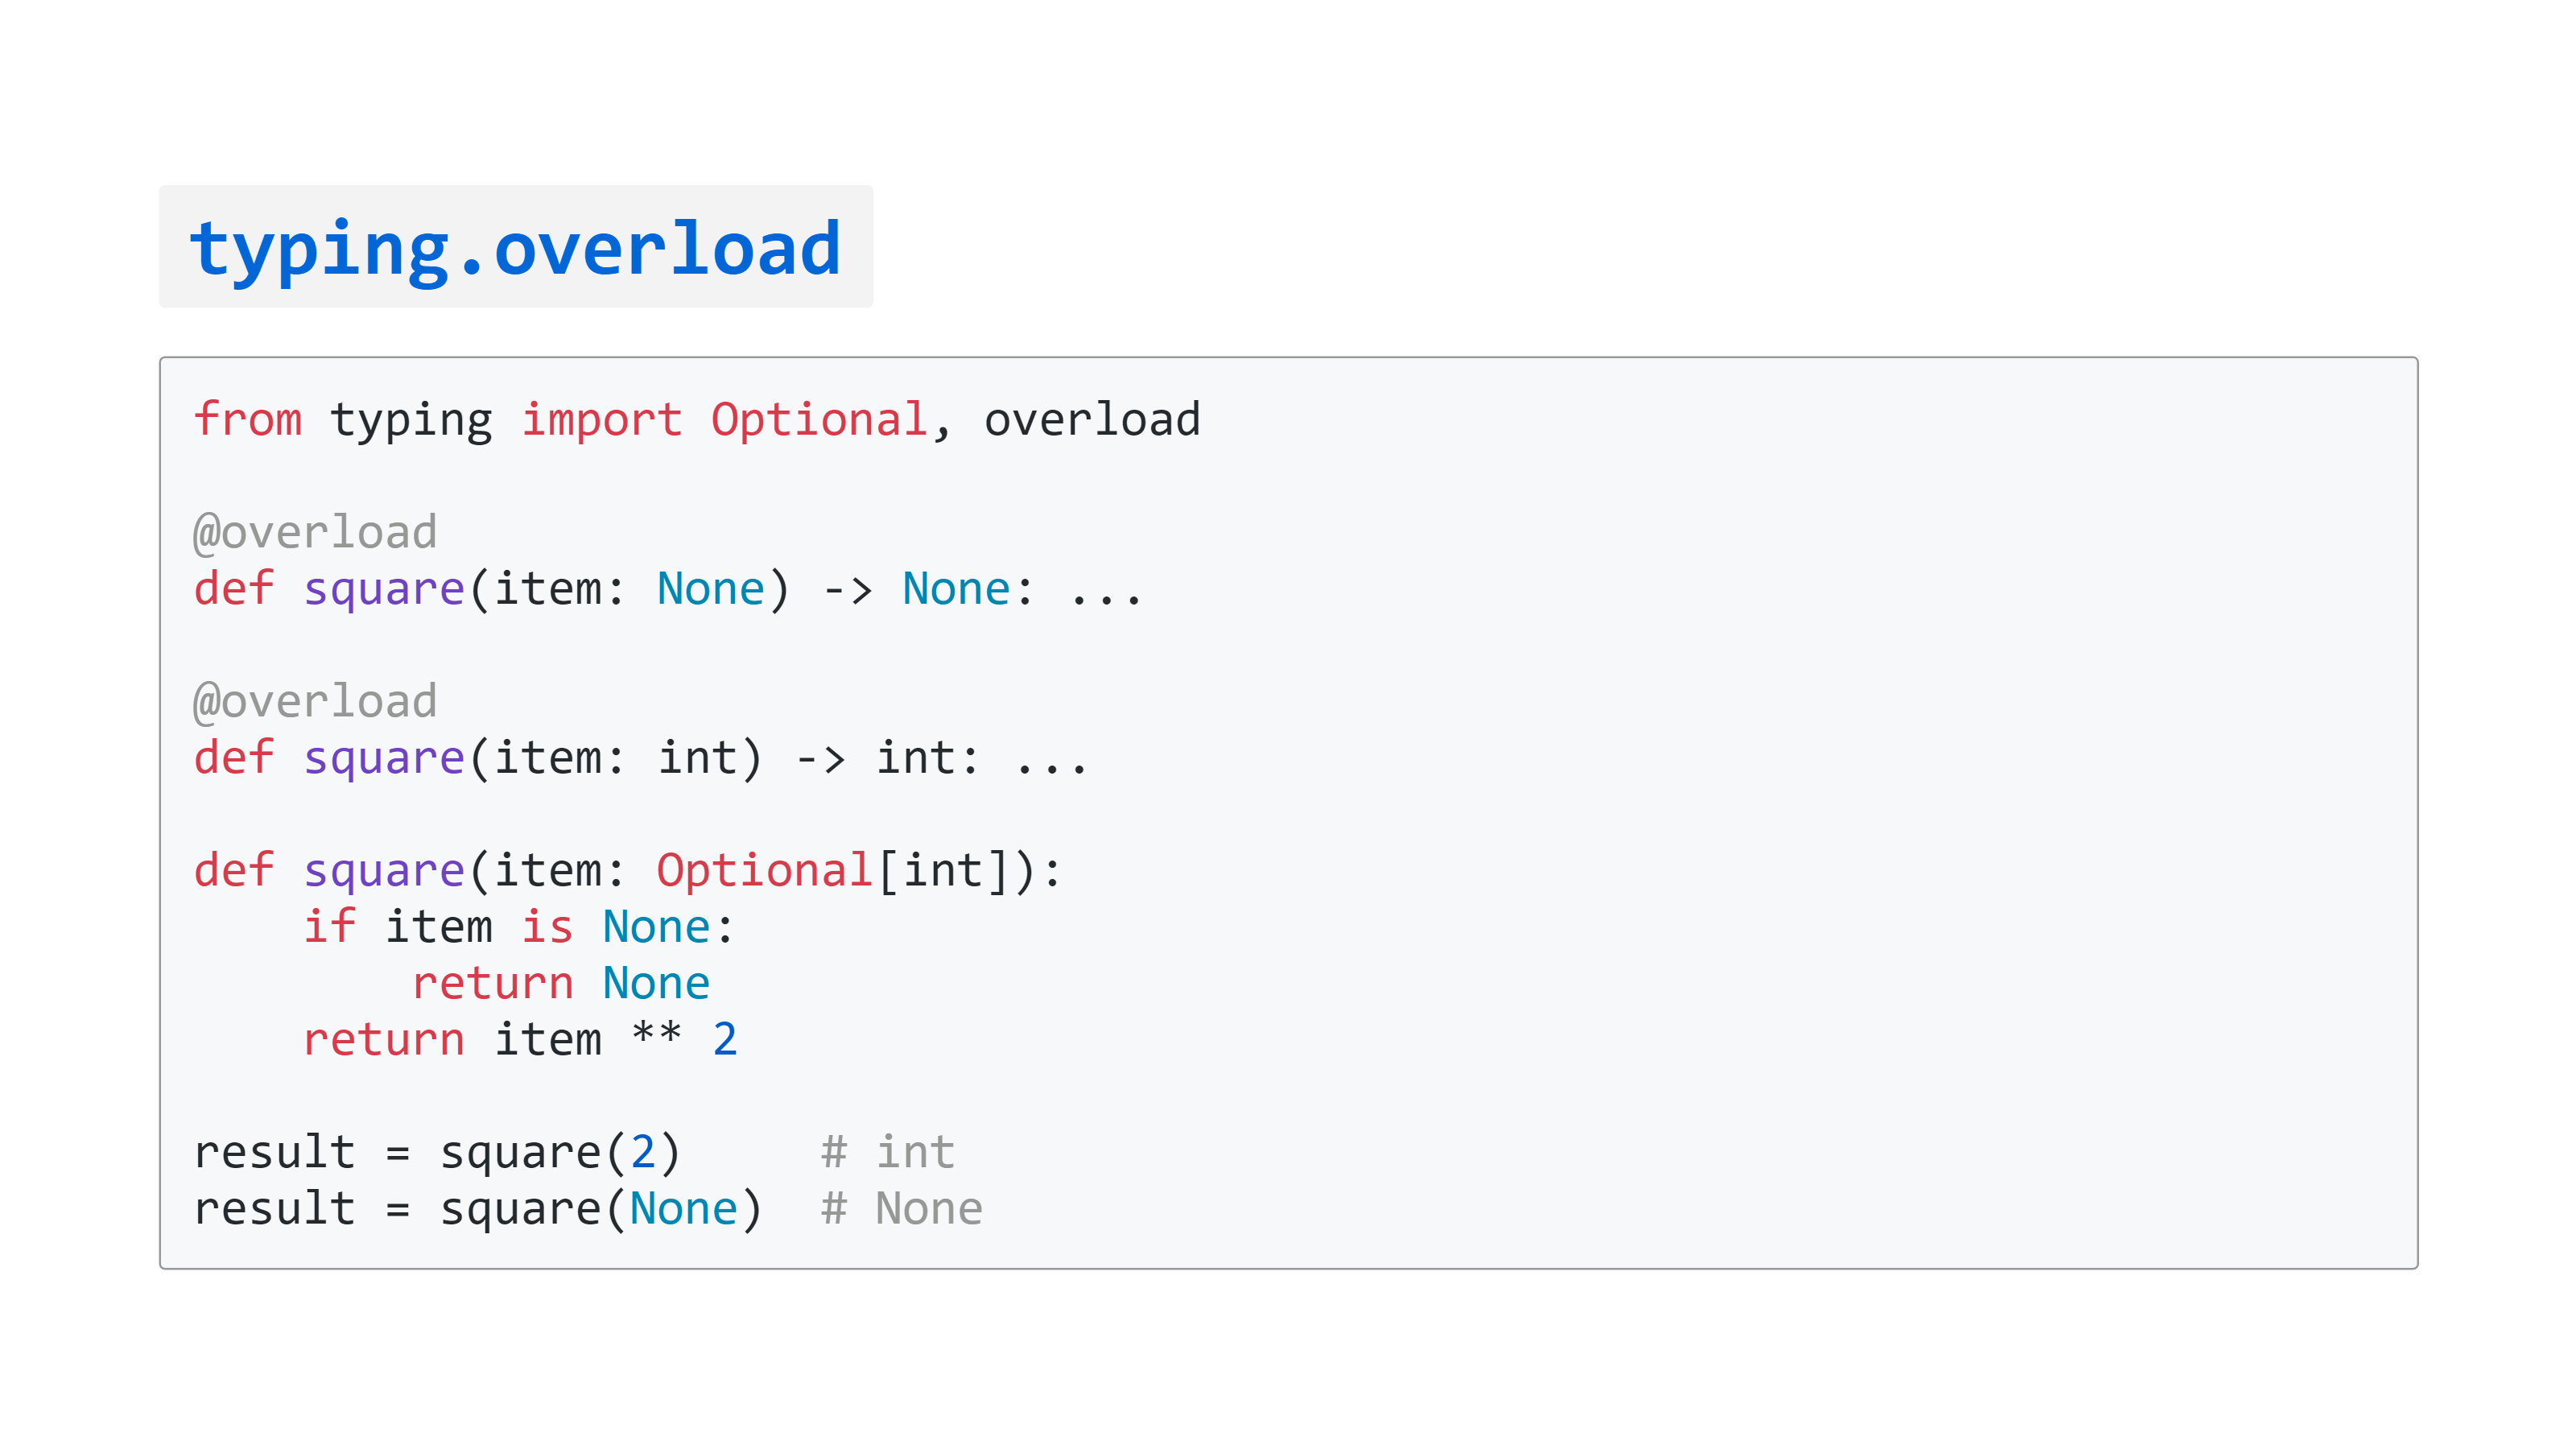 typing.overload
from typing import Optional, overload
@overload
def square(item: None) -> None: ...
@overload
def square(item: int) -> int: ...
def square(item: Optional[int]):
    if item is None:
        return None
    return item ** 2
result = square(2)     # int
result = square(None)  # None